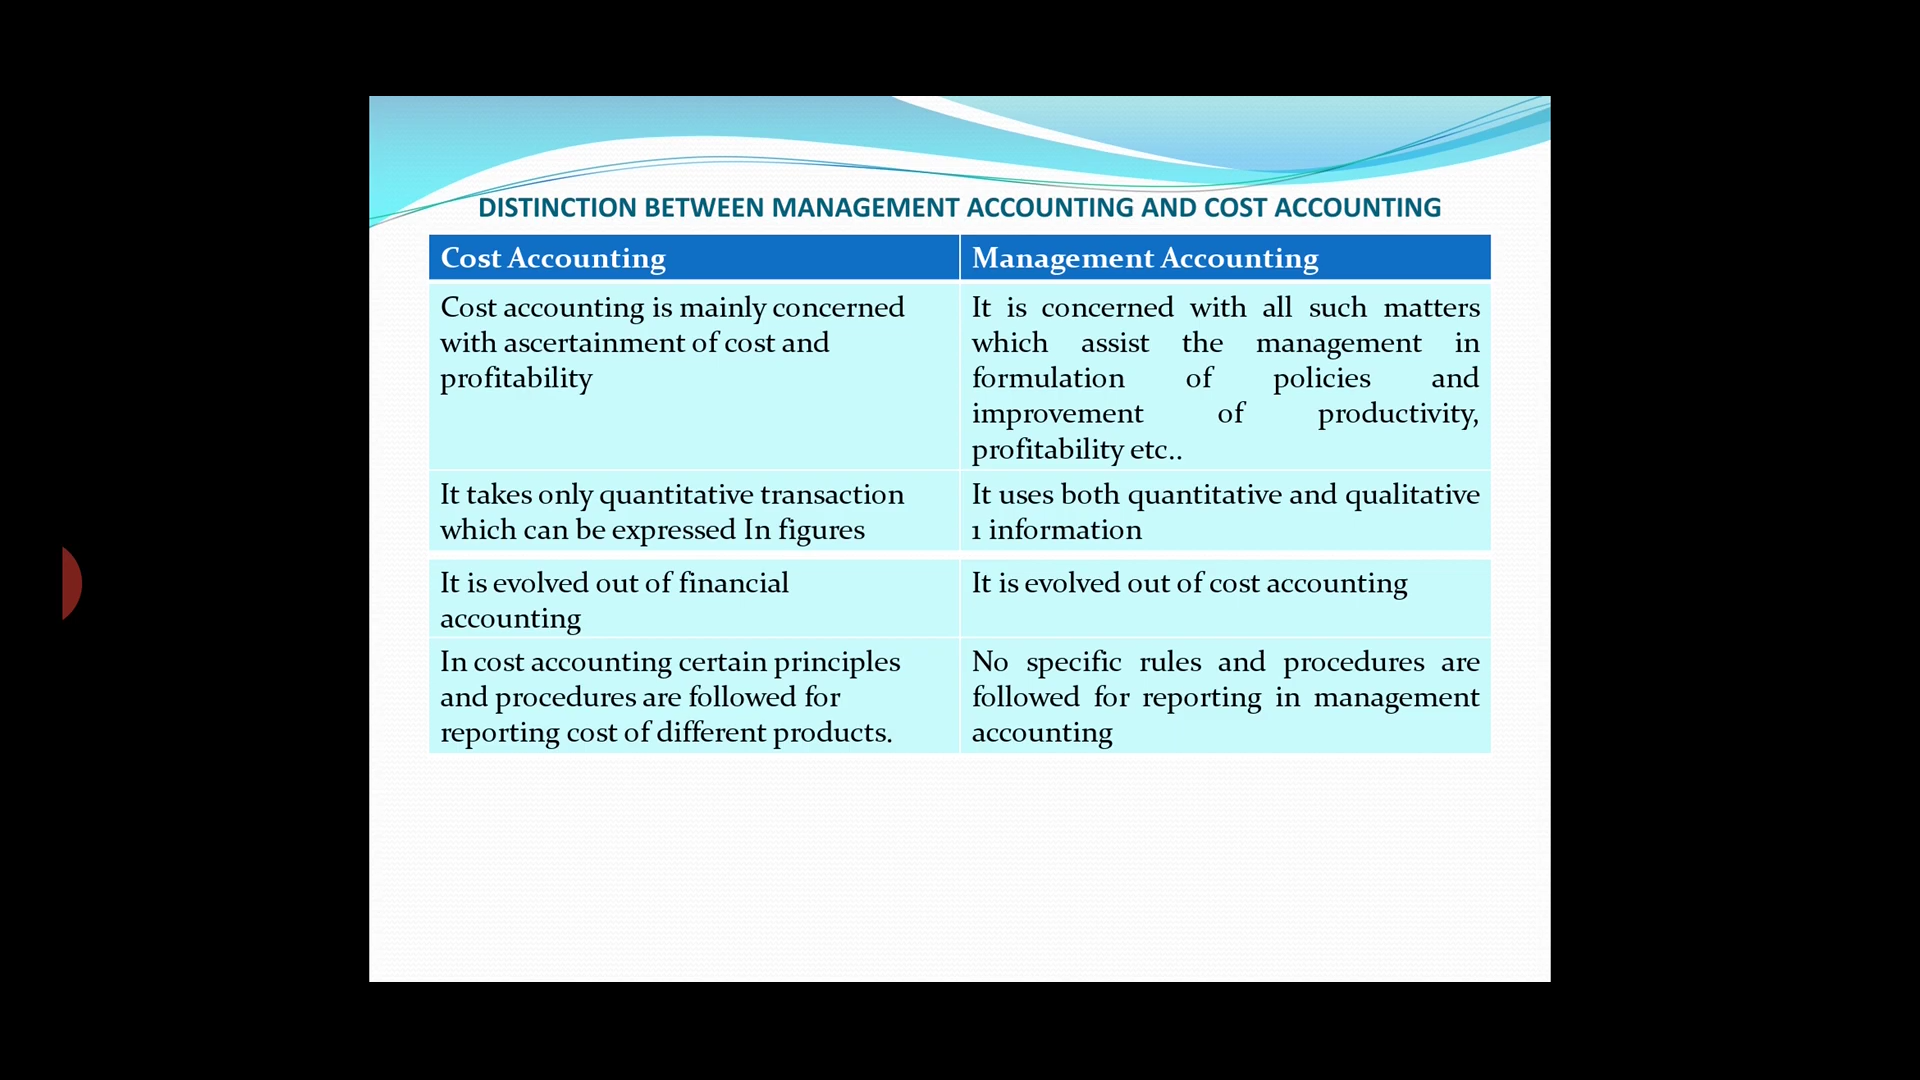 DISTINCTION BETWEEN MANAGEMENT ACCOUNTING AND COST ACCOUNTING
Cost Accounting
Management Accounting
Cost accounting is mainly concerned
with ascertainment of cost and
profitability
It is concerned with all such matters
which assist the management in
formulation of policies and
improvement of productivity,
profitability etc..
It takes only quantitative transaction
which can be expressed In figures
It uses both quantitative and qualitative
1 information
It is evolved out of financial
accounting
It is evolved out of cost accounting
In cost accounting certain principles
and procedures are followed for
reporting cost of different products.
No specific rules and procedures are
followed for reporting in management
accounting